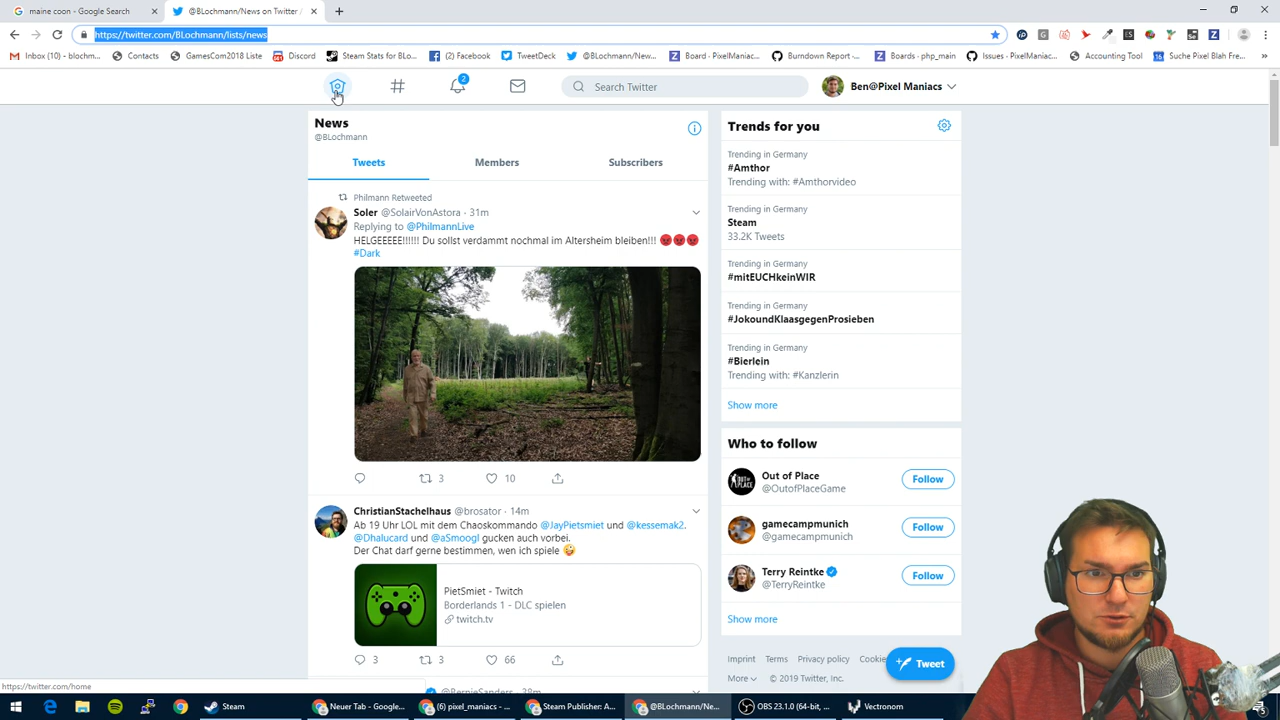 maine coon - Google Search
@BLochmann/News on Twitter
https://twitter.com/BLochmann/lists/news
Inbox (10) - blochm...
Contacts
GamesCom2018 Liste
Discord
Steam Stats for BLo...
(2) Facebook
TweetDeck
@BLochmann/New...
Board - PixelManiac...
Burndown Report -...
Boards - php_main
Issues - PixelManiac...
Accounting Tool
Suche Pixel Blah Fre...
2
Search Twitter
Ben@Pixel Maniacs
News
@BLochmann
Tweets
Members
Subscribers
Philmann Retweeted
Soler @SolairVonAstora · 31m
Replying to @PhilmannLive
HELGEEEEE!!!!!! Du sollst verdammt nochmal im Altersheim bleiben!!! 😡😡😡
#Dark
3
10
ChristianStachelhaus @brosator · 14m
Ab 19 Uhr LOL mit dem Chaoskommando @JayPietsmiet und @kessemak2.
@Dhalucard und @aSmoogl gucken auch vorbei.
Der Chat darf gerne bestimmen, wen ich spiele 🤪
PietSmiet - Twitch
Borderlands 1 - DLC spielen
twitch.tv
3
3
66
@BernieSanders · 38m
Trends for you
Trending in Germany
#Amthor
Trending with: #Amthorvideo
Trending in Germany
Steam
33.2K Tweets
Trending in Germany
#mitEUCHkeinWIR
Trending in Germany
#JokoundKlaasgegenProsieben
Trending in Germany
#Bierlein
Trending with: #Kanzlerin
Show more
Who to follow
Out of Place
@OutofPlaceGame
Follow
gamecampmunich
@gamecampmunich
Follow
Terry Reintke
@TerryReintke
Follow
Show more
Imprint Terms Privacy policy Cookie
More © 2019 Twitter, Inc.
Tweet
https://twitter.com/home
Steam
Neuer Tab - Google...
(6) pixel_maniacs -...
Steam Publisher: A...
@BLochmann/Ne...
OBS 23.1.0 (64-bit, ...
Vectronom